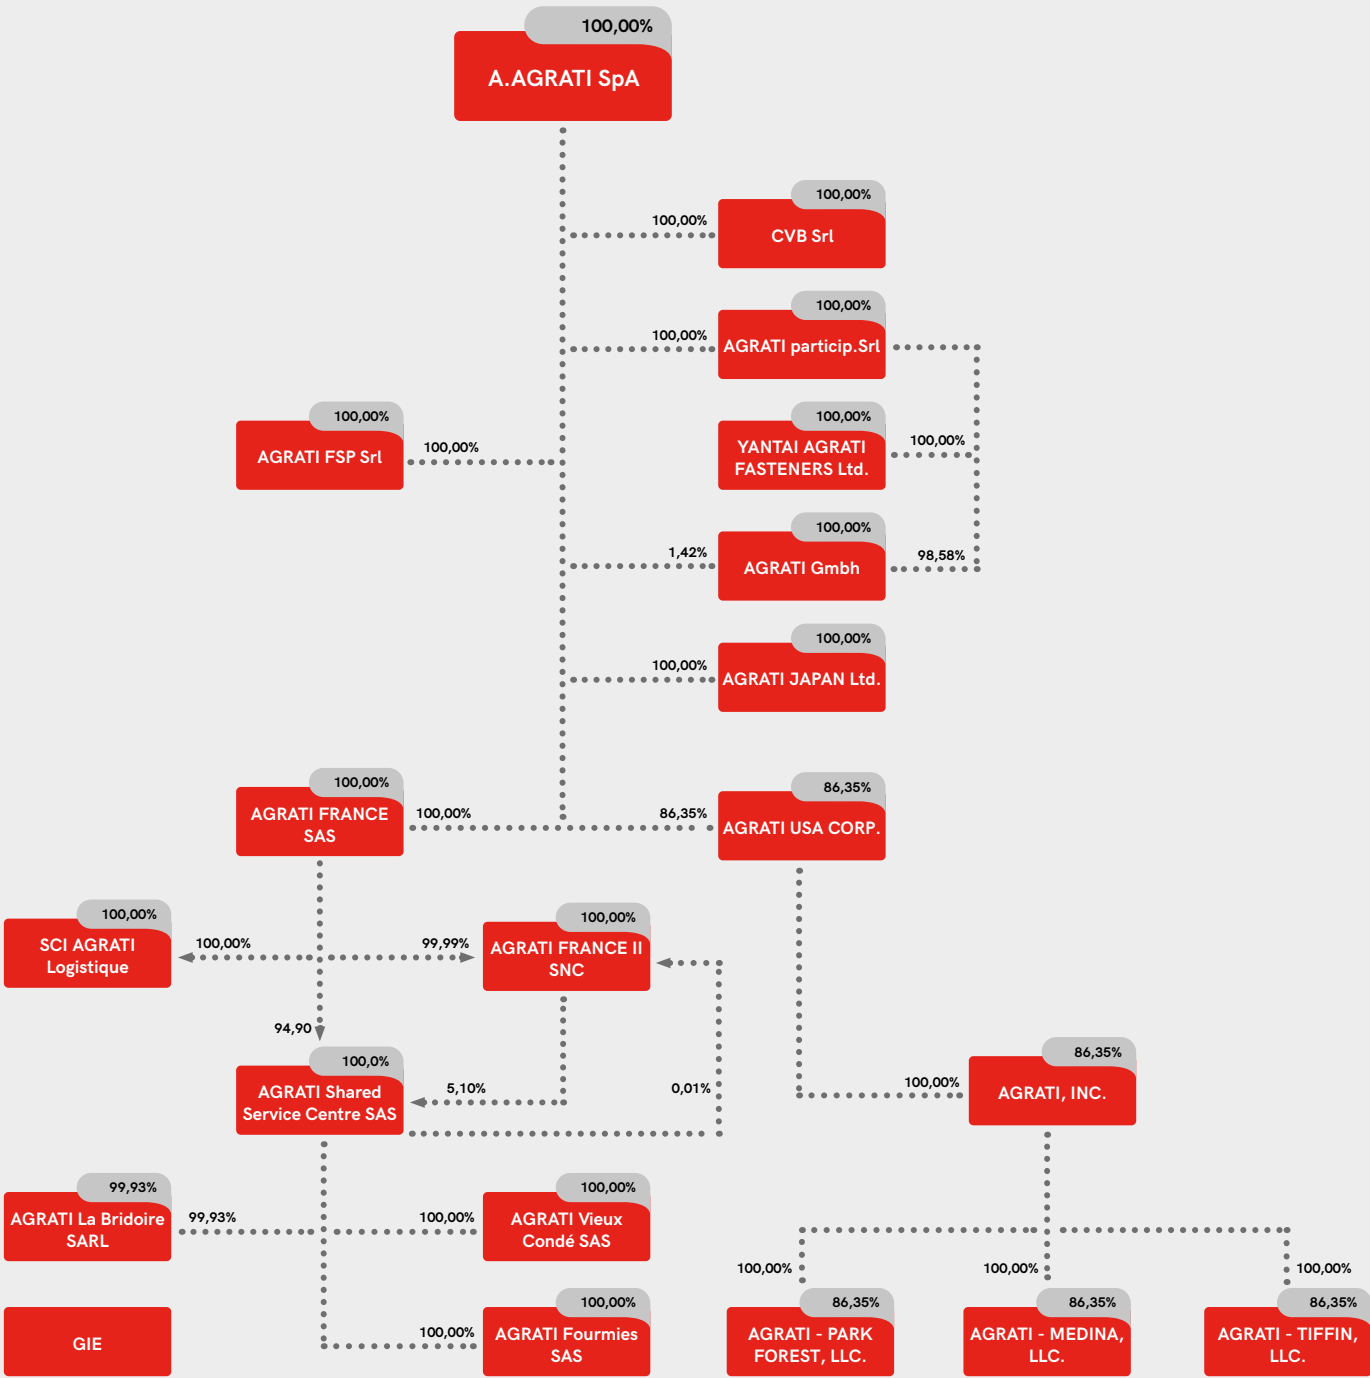 100,00%
A.AGRATI SpA
100,00%
100,00%
CVB Srl
100,00%
100,00%
AGRATI particip.Srl
100,00%
AGRATI FSP Srl
100,00%
100,00%
YANTAI AGRATI
FASTENERS Ltd.
100,00%
100,00%
1,42%
AGRATI Gmbh
98,58%
100,00%
100,00%
AGRATI JAPAN Ltd.
100,00%
AGRATI FRANCE
SAS
100,00%
86,35%
86,35%
AGRATI USA CORP.
100,00%
SCI AGRATI
Logistique
100,00%
99,99%
100,00%
AGRATI FRANCE II
SNC
94,90
100,0%
AGRATI Shared
Service Centre SAS
5,10%
0,01%
100,00%
86,35%
AGRATI, INC.
99,93%
AGRATI La Bridoire
SARL
99,93%
100,00%
100,00%
AGRATI Vieux
Condé SAS
GIE
100,00%
100,00%
AGRATI Fourmies
SAS
100,00%
86,35%
AGRATI - PARK
FOREST, LLC.
100,00%
86,35%
AGRATI - MEDINA,
LLC.
100,00%
86,35%
AGRATI - TIFFIN,
LLC.